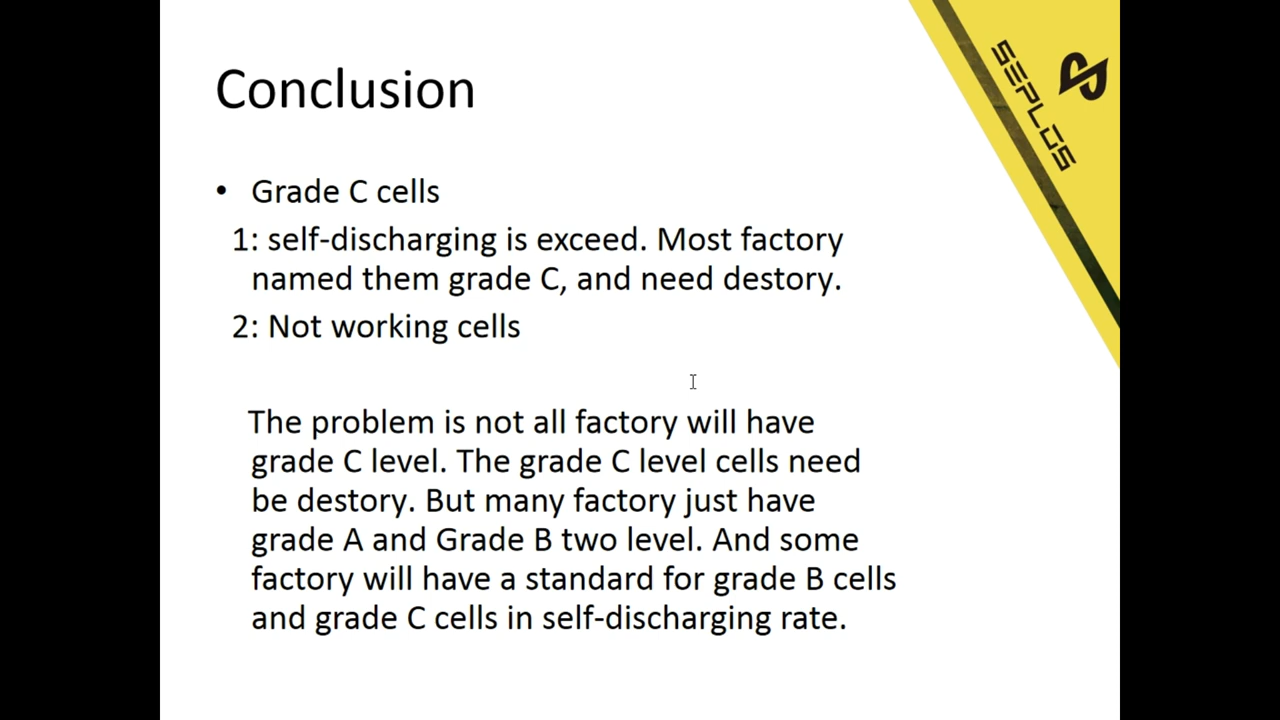 Conclusion
SEPLOS
• Grade C cells
1: self-discharging is exceed. Most factory
named them grade C, and need destory.
2: Not working cells
The problem is not all factory will have
grade C level. The grade C level cells need
be destory. But many factory just have
grade A and Grade B two level. And some
factory will have a standard for grade B cells
and grade C cells in self-discharging rate.